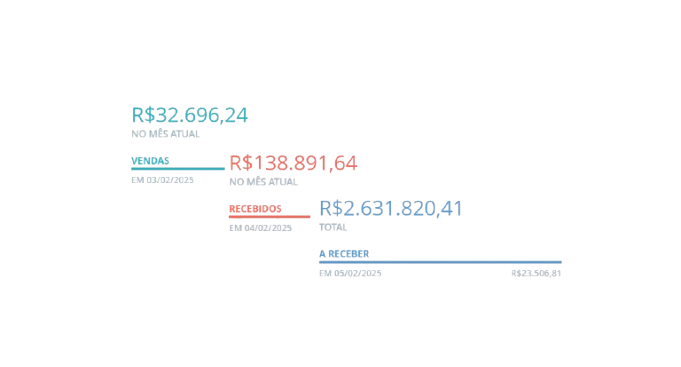 R$32.696,24
NO MÊS ATUAL
VENDAS
EM 03/02/2025
R$138.891,64
NO MÊS ATUAL
RECEBIDOS
EM 04/02/2025
R$2.631.820,41
TOTAL
A RECEBER
EM 05/02/2025 R$23.506,81